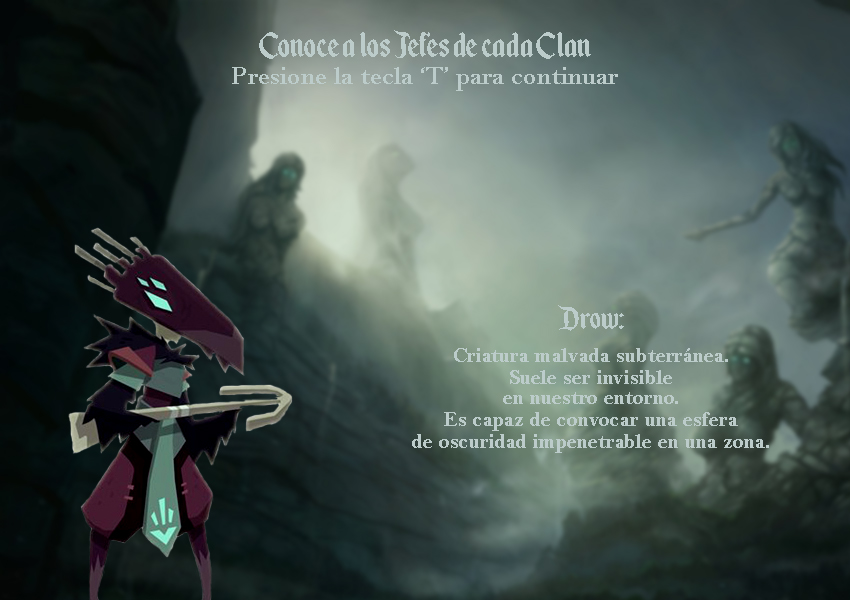 Conoce a los Jefes de cada Clan
Presione la tecla ‘T’ para continuar
Drow:
Criatura malvada subterránea.
Suele ser invisible
en nuestro entorno.
Es capaz de convocar una esfera
de oscuridad impenetrable en una zona.